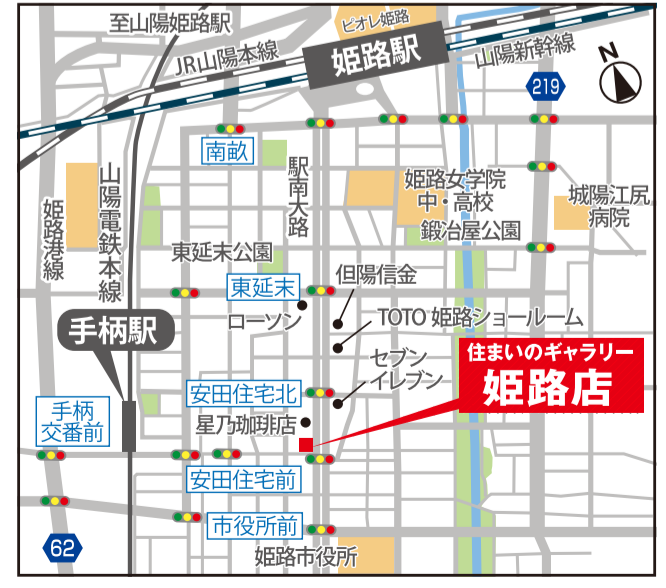 至山陽姫路駅
ピオレ姫路
JR山陽本線
姫路駅
山陽新幹線
N
219
南畝
駅南大路
山陽電鉄本線
姫路港線
姫路女学院
中・高校
城陽江尻
病院
鍛冶屋公園
東延末公園
東延末
但陽信金
ローソン
TOTO 姫路ショールーム
手柄駅
セブン
イレブン
住まいのギャラリー
姫路店
安田住宅北
手柄
交番前
星乃珈琲店
安田住宅前
市役所前
62
姫路市役所